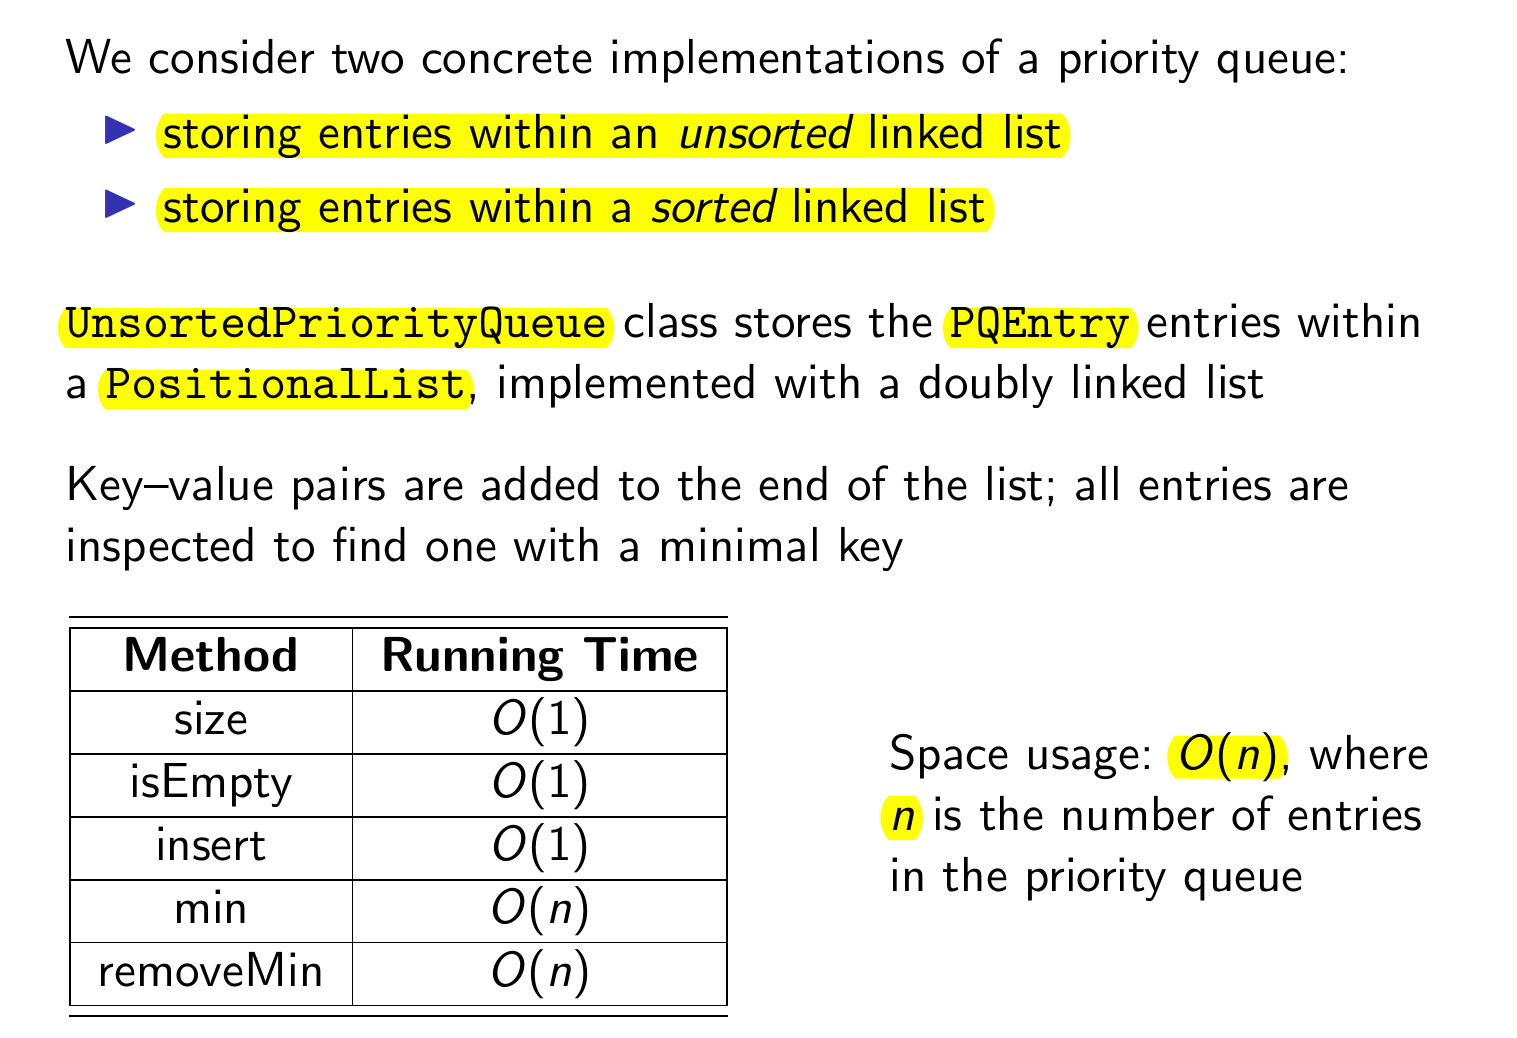 We consider two concrete implementations of a priority queue:
▶ storing entries within an unsorted linked list
▶ storing entries within a sorted linked list
UnsortedPriorityQueue class stores the PQEntry entries within
a PositionalList, implemented with a doubly linked list
Key–value pairs are added to the end of the list; all entries are
inspected to find one with a minimal key
Method Running Time
size O(1)
isEmpty O(1)
insert O(1)
min O(n)
removeMin O(n)
Space usage: O(n), where
n is the number of entries
in the priority queue